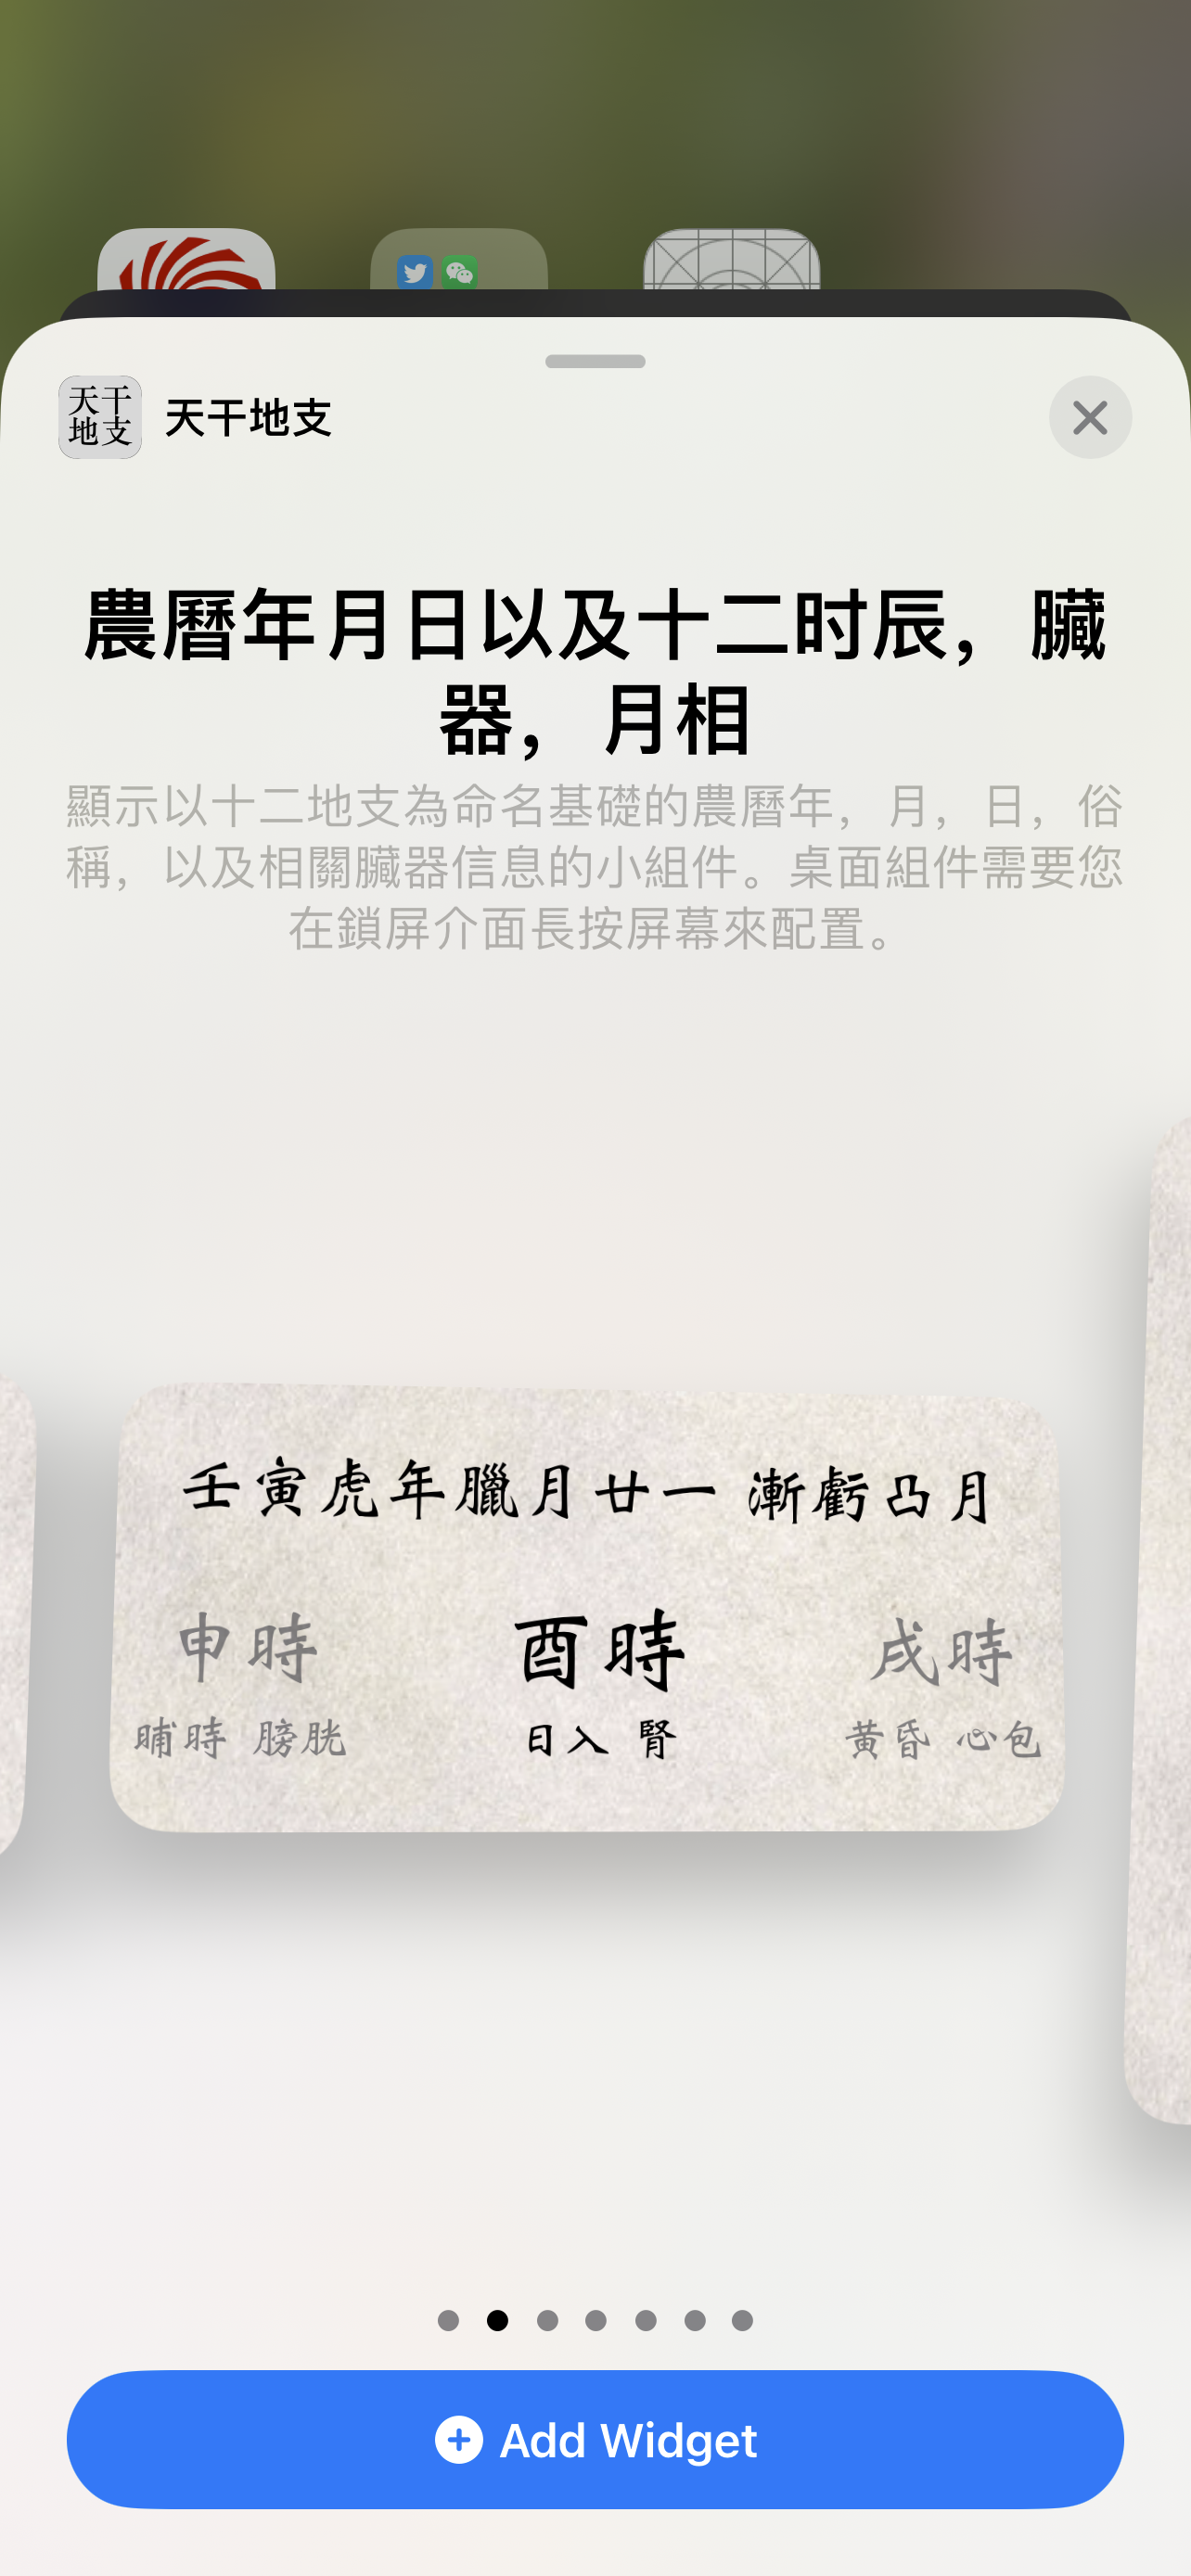 天干
地支
天干地支
農曆年月日以及十二时辰，臟
器，月相
顯示以十二地支為命名基礎的農曆年，月，日，俗
稱，以及相關臟器信息的小組件。桌面組件需要您
在鎖屏介面長按屏幕來配置。
壬寅虎年臘月廿一 漸虧凸月
申時 酉時 戌時
晡時 膀胱 日入 腎 黄昏 心包
Add Widget